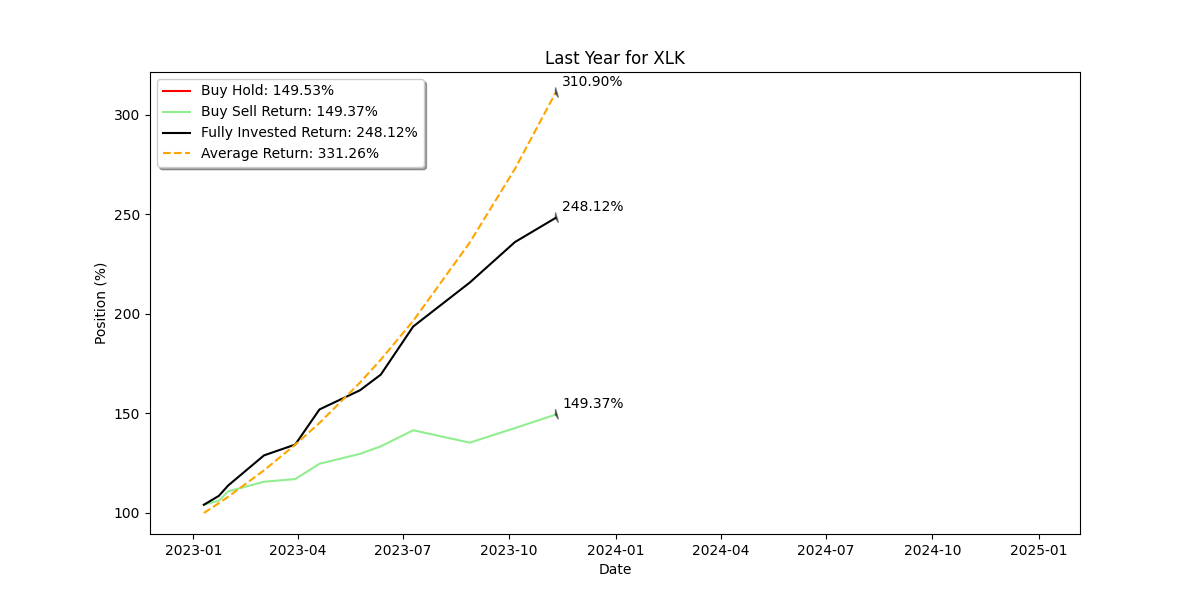 Last Year for XLK
310.90%
Buy Hold: 149.53%
Buy Sell Return: 149.37%
Fully Invested Return: 248.12%
Average Return: 331.26%
300
250
248.12%
Position (%)
200
150
149.37%
100
2023-01 2023-04 2023-07 2023-10 2024-01 2024-04 2024-07 2024-10 2025-01
Date